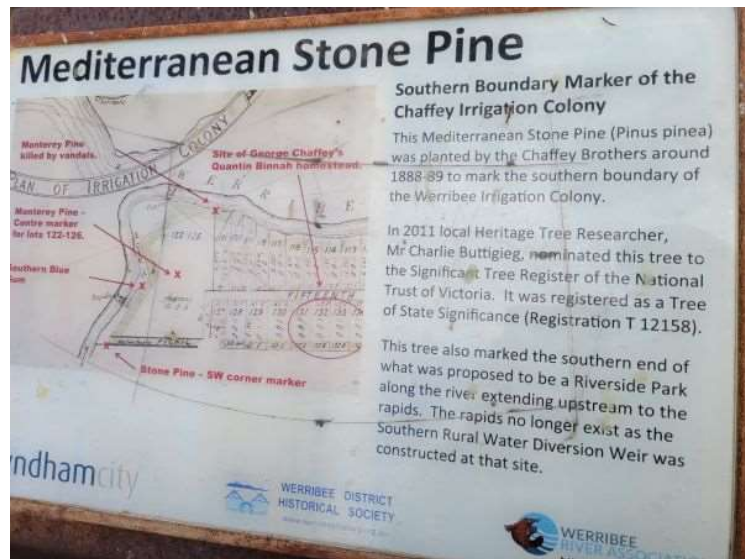 Mediterranean Stone Pine
Southern Boundary Marker of the
Chaffey Irrigation Colony
This Mediterranean Stone Pine (Pinus pinea)
was planted by the Chaffey Brothers around
1888-89 to mark the southern boundary of
the Werribee Irrigation Colony.
In 2011 local Heritage Tree Researcher,
Mr Charlie Buttigieg, nominated this tree to
the Significant Tree Register of the National
Trust of Victoria. It was registered as a Tree
of State Significance (Registration T 12158).
This tree also marked the southern end of
what was proposed to be a Riverside Park
along the river extending upstream to the
rapids. The rapids no longer exist as the
Southern Rural Water Diversion Weir was
constructed at that site.
Monterey Pine
killed by vandals.
Site of George Chaffey's
Quantin Binnah homestead.
PLAN OF IRRIGATION COLONY
Monterey Pine -
Centre marker
for lots 122-126.
122-126
Southern Blue
FIFTEENTH
Stone Pine - SW corner marker
yndhamcity
WERRIBEE DISTRICT
HISTORICAL SOCIETY
WERRIBEE
RIVER ASSOCIA